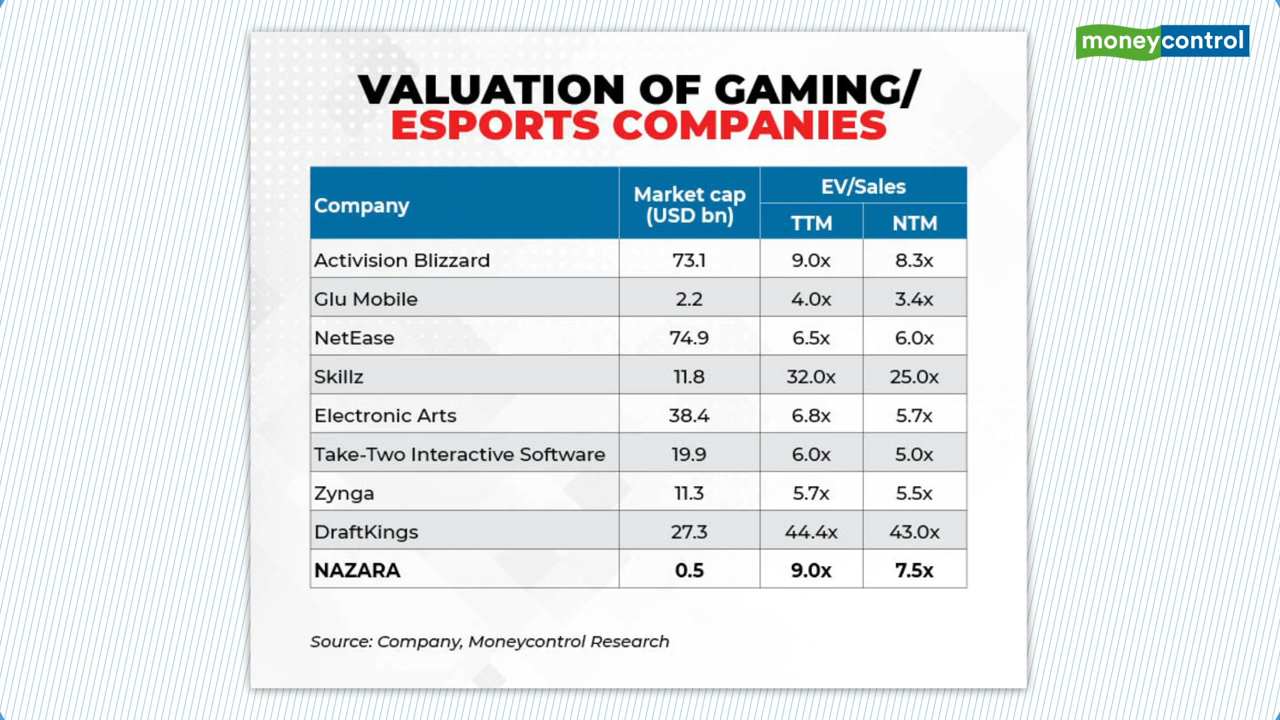 moneycontrol
VALUATION OF GAMING/
ESPORTS COMPANIES
Company Market cap (USD bn) EV/Sales
TTM NTM
Activision Blizzard 73.1 9.0x 8.3x
Glu Mobile 2.2 4.0x 3.4x
NetEase 74.9 6.5x 6.0x
Skillz 11.8 32.0x 25.0x
Electronic Arts 38.4 6.8x 5.7x
Take-Two Interactive Software 19.9 6.0x 5.0x
Zynga 11.3 5.7x 5.5x
DraftKings 27.3 44.4x 43.0x
NAZARA 0.5 9.0x 7.5x
Source: Company, Moneycontrol Research